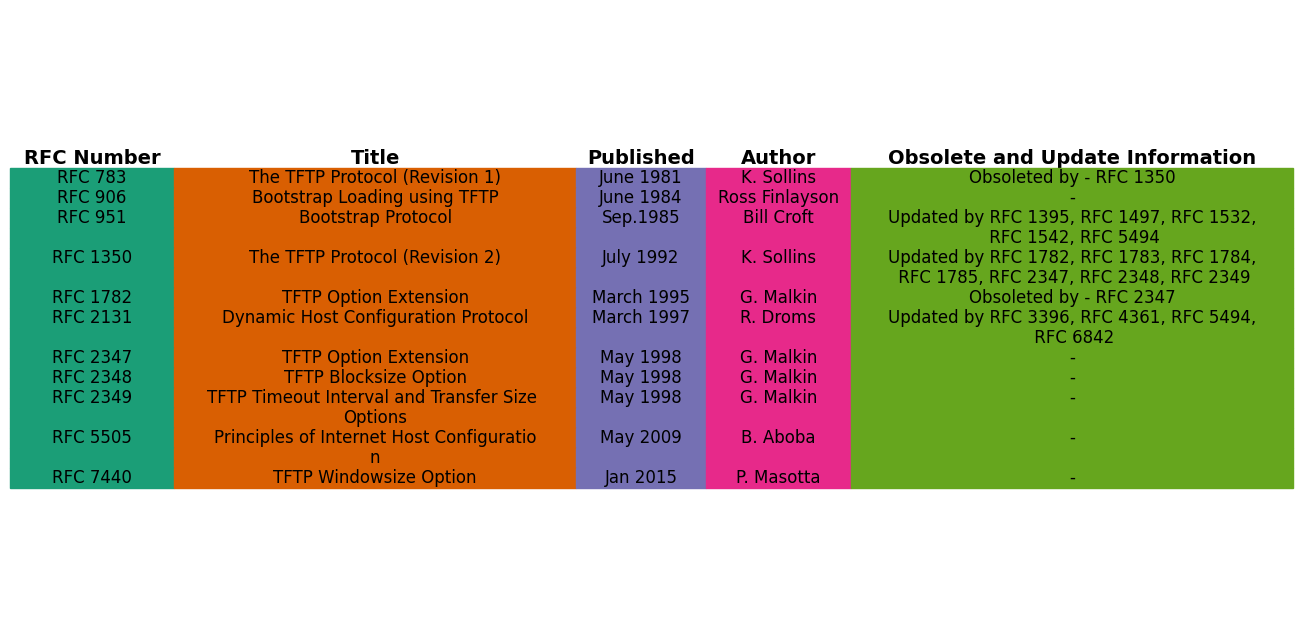 RFC Number Title Published Author Obsolete and Update Information
RFC 783 The TFTP Protocol (Revision 1) June 1981 K. Sollins Obsoleted by - RFC 1350
RFC 906 Bootstrap Loading using TFTP June 1984 Ross Finlayson -
RFC 951 Bootstrap Protocol Sep.1985 Bill Croft Updated by RFC 1395, RFC 1497, RFC 1532,
RFC 1542, RFC 5494
RFC 1350 The TFTP Protocol (Revision 2) July 1992 K. Sollins Updated by RFC 1782, RFC 1783, RFC 1784,
RFC 1785, RFC 2347, RFC 2348, RFC 2349
RFC 1782 TFTP Option Extension March 1995 G. Malkin Obsoleted by - RFC 2347
RFC 2131 Dynamic Host Configuration Protocol March 1997 R. Droms Updated by RFC 3396, RFC 4361, RFC 5494,
RFC 6842
RFC 2347 TFTP Option Extension May 1998 G. Malkin -
RFC 2348 TFTP Blocksize Option May 1998 G. Malkin -
RFC 2349 TFTP Timeout Interval and Transfer Size May 1998 G. Malkin -
Options
RFC 5505 Principles of Internet Host Configuratio May 2009 B. Aboba -
n
RFC 7440 TFTP Windowsize Option Jan 2015 P. Masotta -